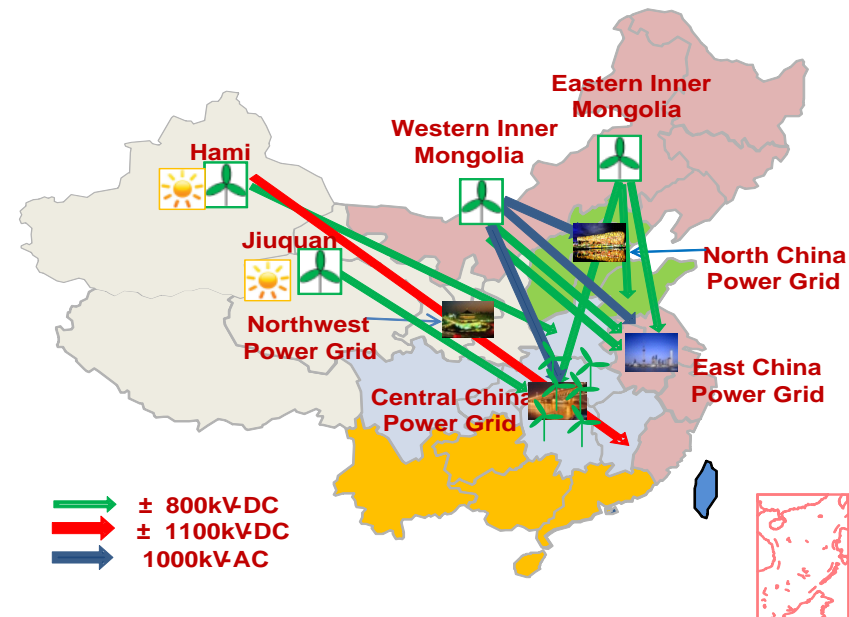 Eastern Inner
Mongolia
Western Inner
Mongolia
Hami
Jiuquan
North China
Power Grid
Northwest
Power Grid
East China
Power Grid
Central China
Power Grid
± 800kV-DC
± 1100kV-DC
1000kV-AC